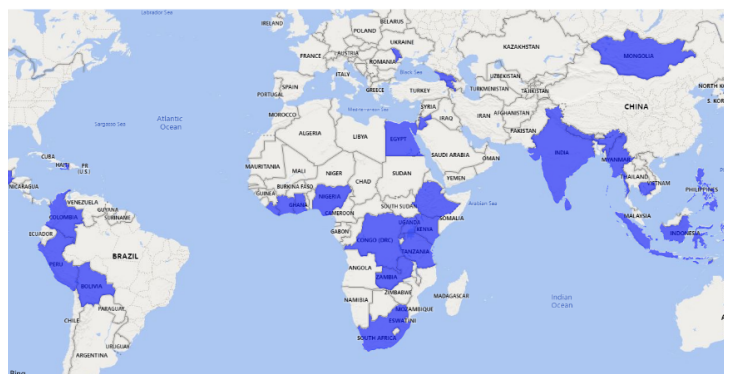 Labrador Sea
IRELAND
BELARUS
POLAND
UKRAINE
FRANCE
AUSTRIA
ROMANIA
KAZAKHSTAN
MONGOLIA
ITALY
Black Sea
UZBEKISTAN
SPAIN
PORTUGAL
GREECE
TURKEY
TURKMENISTAN
TAJIKISTAN
NORTH K
S. KOR
Atlantic
Ocean
Sargasso Sea
Mediterranean Sea
SYRIA
IRAQ
IRAN
AFGHANISTAN
CHINA
MOROCCO
PAKISTAN
ALGERIA
LIBYA
EGYPT
CUBA
HAITI
PR
(U.S.)
SAUDI ARABIA
OMAN
INDIA
MYANMAR
MAURITANIA
MALI
NIGER
CHAD
SUDAN
YEMEN
THAILAND
VIETNAM
PHILIPPINES
NICARAGUA
GUINEA
BURKINA FASO
VENEZUELA
GUYANA
SURINAME
GHANA
NIGERIA
CAMEROON
SOUTH SUDAN
SOMALIA
Arabian Sea
COLOMBIA
MALAYSIA
ECUADOR
GABON
UGANDA
KENYA
CONGO (DRC)
INDONESIA
BRAZIL
TANZANIA
PERU
ANGOLA
ZAMBIA
BOLIVIA
ZIMBABWE
MADAGASCAR
Indian
Ocean
NAMIBIA
MOZAMBIQUE
PARAGUAY
CHILE
ESWATINI
A
SOUTH AFRICA
URUGUAY
ARGENTINA
Bing